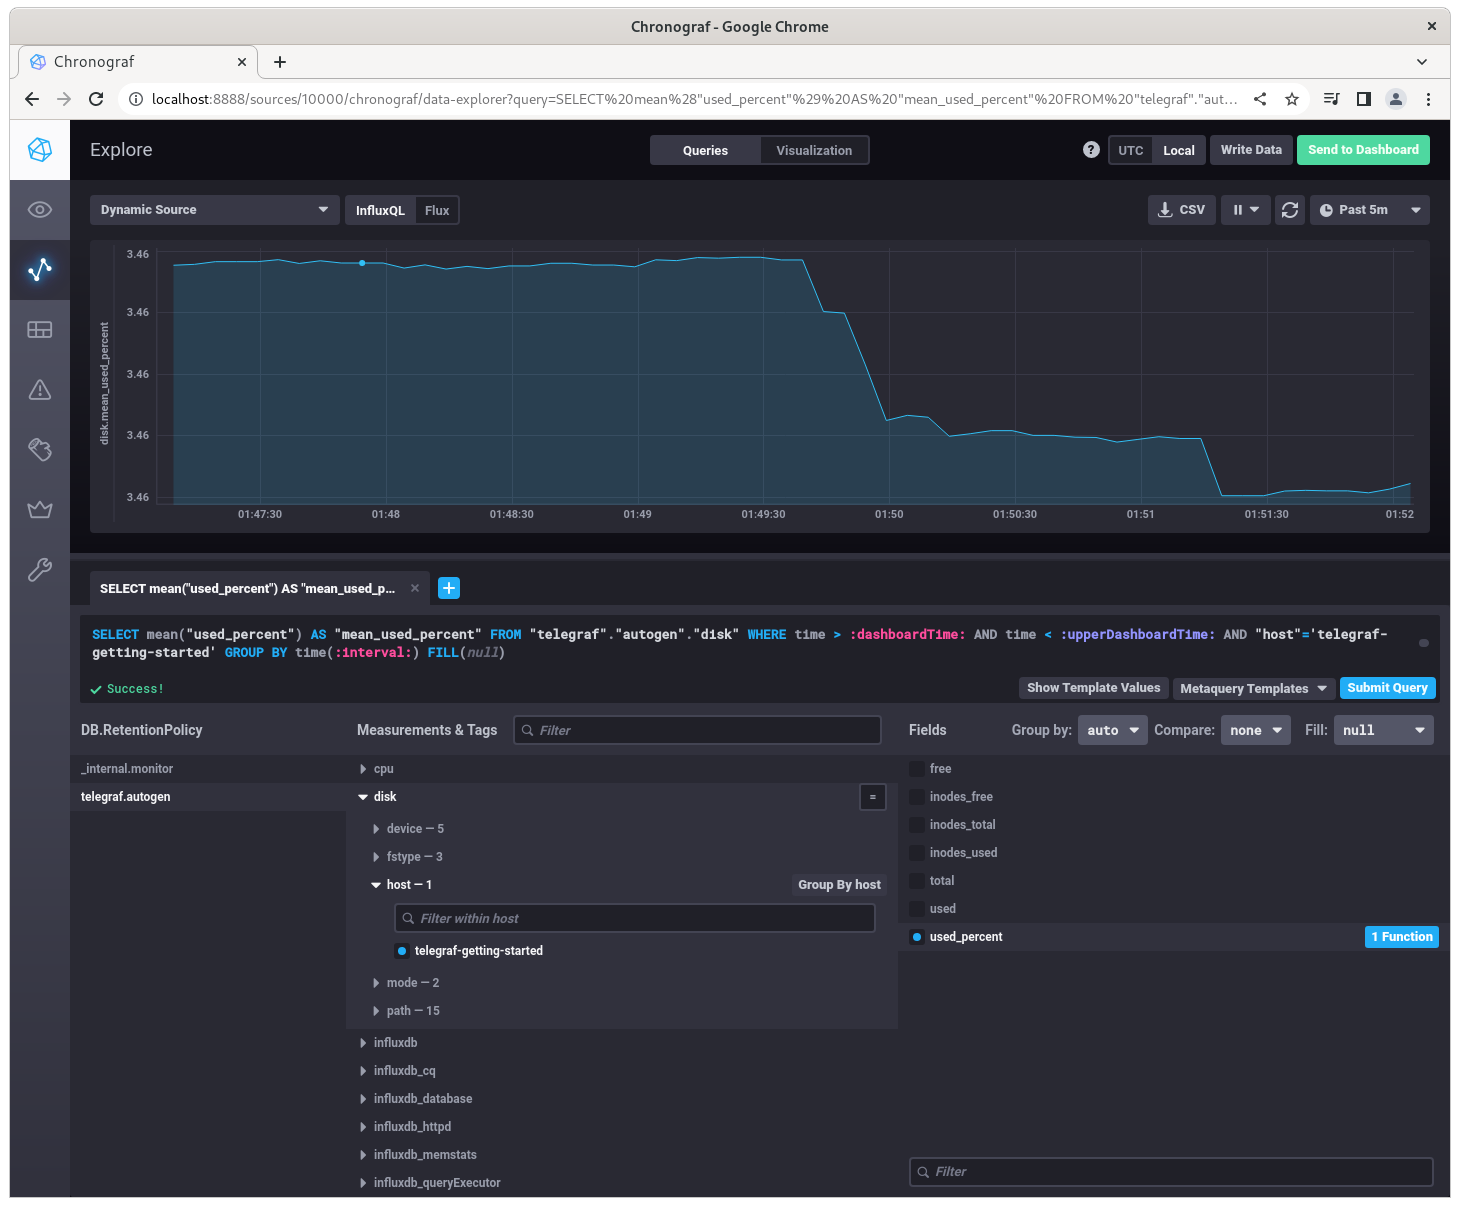 Chronograf - Google Chrome
Chronograf
localhost:8888/sources/10000/chronograf/data-explorer?query=SELECT%20mean%28"used_percent"%29%20AS%20"mean_used_percent"%20FROM%20"telegraf"."aut...
Explore
Queries
Visualization
?
UTC
Local
Write Data
Send to Dashboard
Dynamic Source
InfluxQL
Flux
CSV
Past 5m
disk.mean_used_percent
3.46
3.46
3.46
3.46
3.46
01:47:30
01:48
01:48:30
01:49
01:49:30
01:50
01:50:30
01:51
01:51:30
01:52
SELECT mean("used_percent") AS "mean_used_p...
SELECT mean("used_percent") AS "mean_used_percent" FROM "telegraf"."autogen"."disk" WHERE time > :dashboardTime: AND time < :upperDashboardTime: AND "host"='telegraf-
getting-started' GROUP BY time(:interval:) FILL(null)
Success!
Show Template Values
Metaquery Templates
Submit Query
DB.RetentionPolicy
_internal.monitor
telegraf.autogen
Measurements & Tags
Filter
cpu
disk
=
device — 5
fstype — 3
host — 1
Group By host
Filter within host
telegraf-getting-started
mode — 2
path — 15
influxdb
influxdb_cq
influxdb_database
influxdb_httpd
influxdb_memstats
influxdb_queryExecutor
Fields
Group by:
auto
Compare:
none
Fill:
null
free
inodes_free
inodes_total
inodes_used
total
used
used_percent
1 Function
Filter